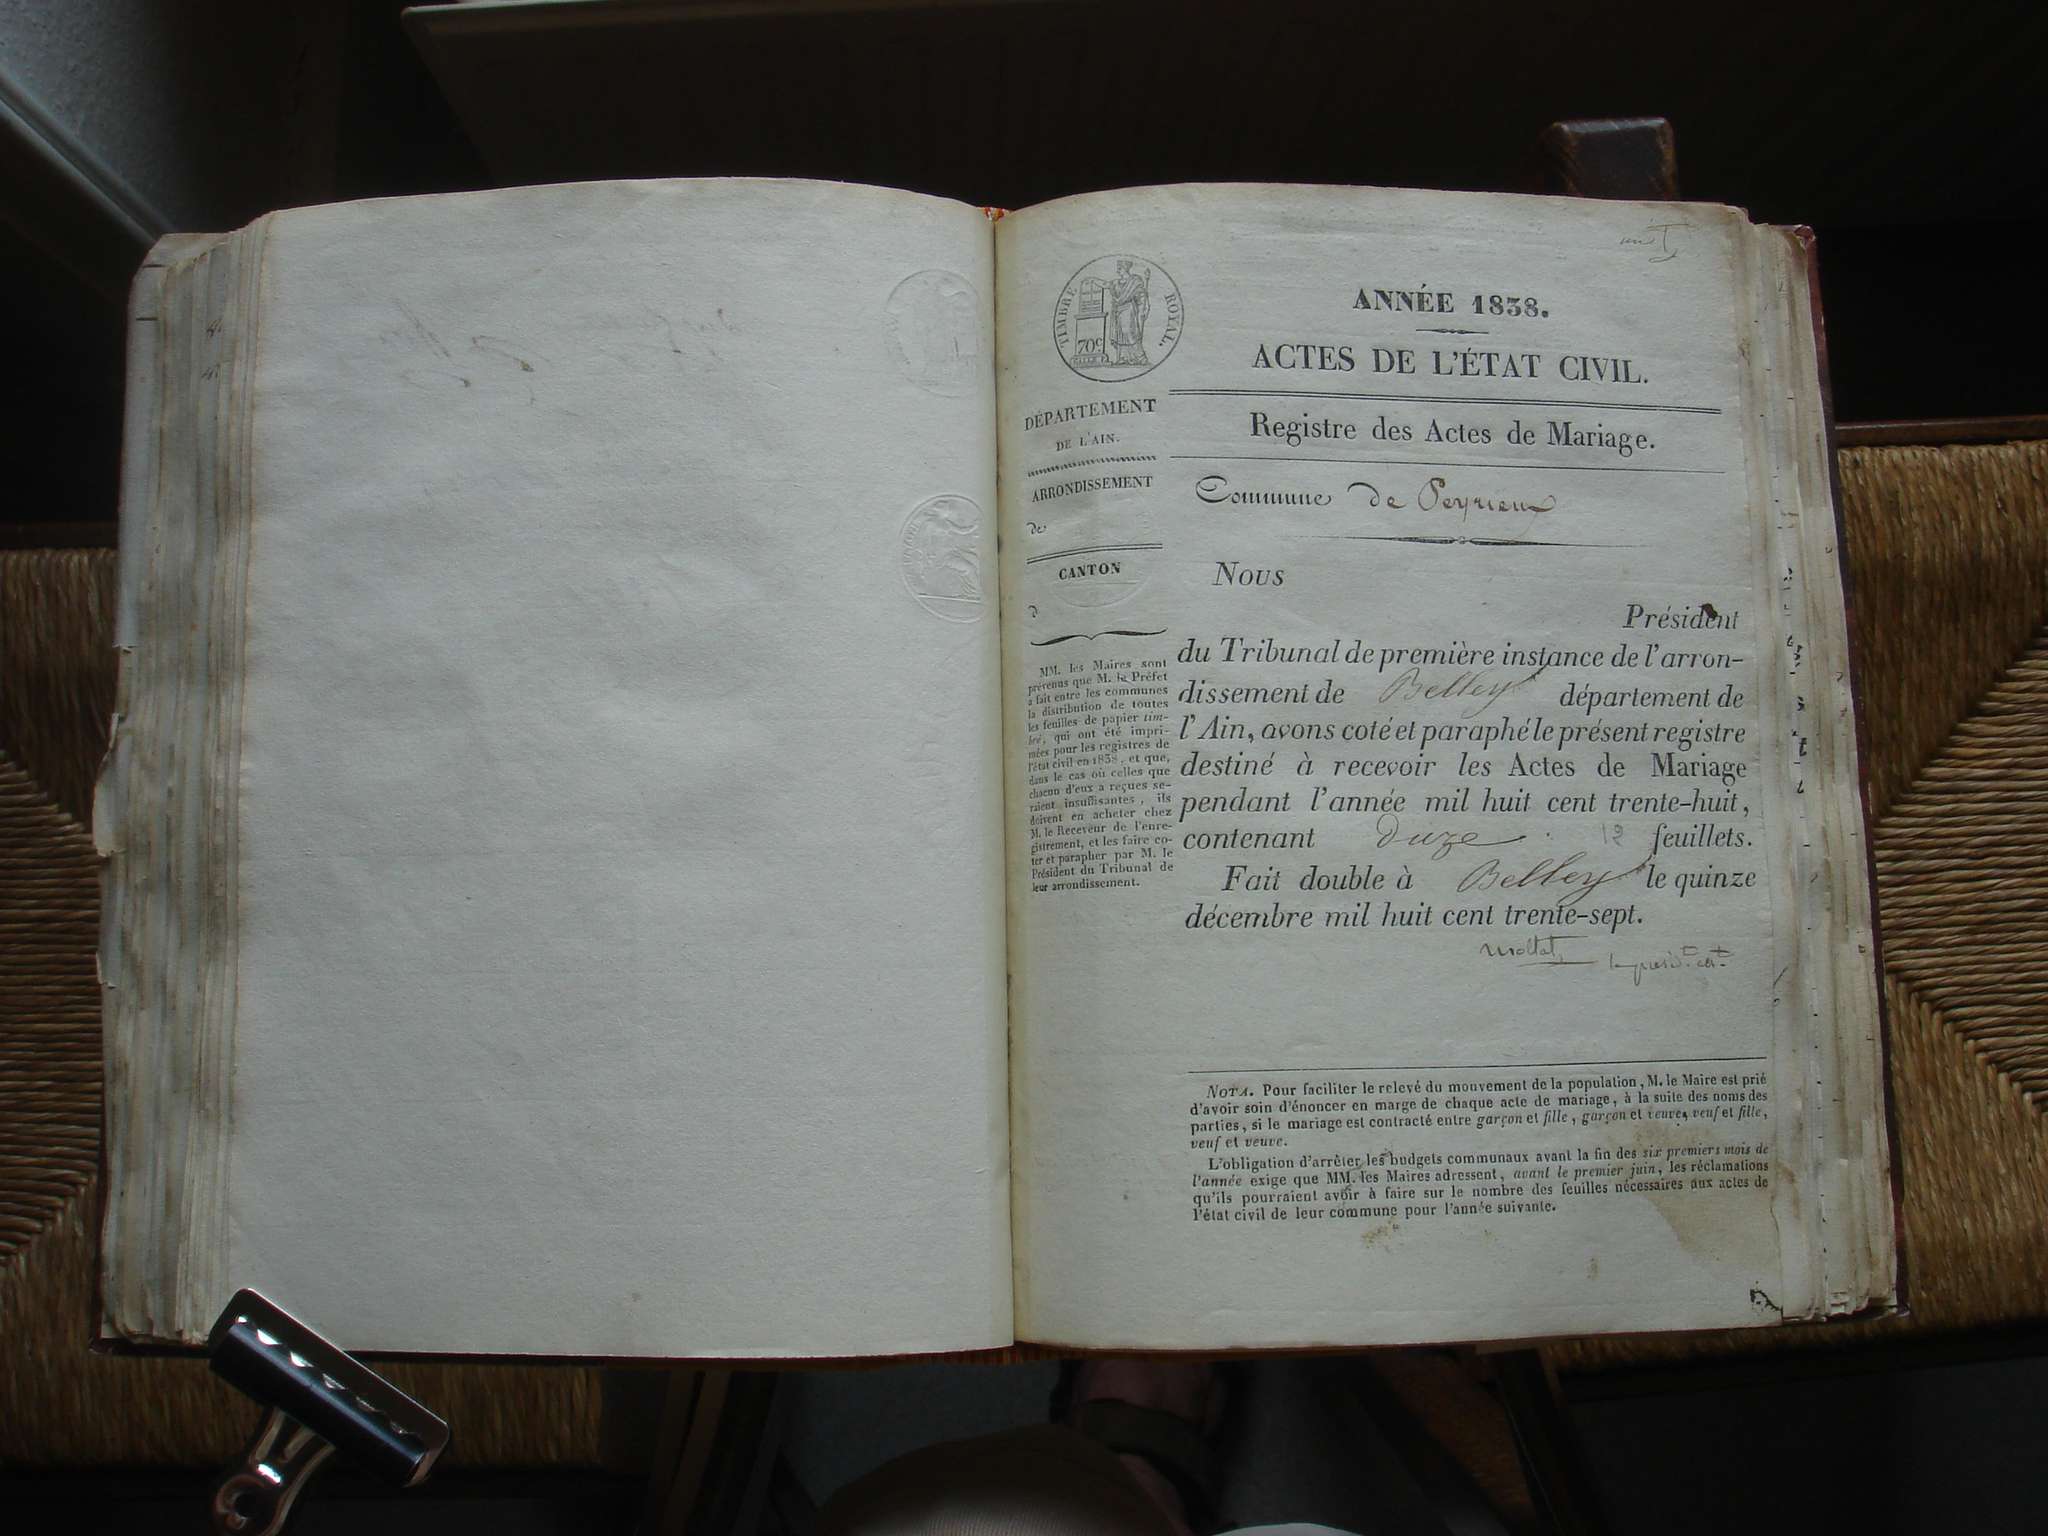 TIMBRE ROYAL.
70c
ANNÉE 1838.
ACTES DE L'ÉTAT CIVIL.
DÉPARTEMENT
DE L'AIN.
ARRONDISSEMENT
de
CANTON
d
MM. les Maires sont
prévenus que M. le Préfet
a fait entre les communes
la distribution de toutes
les feuilles de papier tim-
bré, qui ont été impri-
mées pour les registres de
l'état civil en 1838, et que,
dans le cas où celles que
chacun d'eux a reçues se-
raient insuffisantes, ils
doivent en acheter chez
M. le Receveur de l'enre-
gistrement, et les faire co-
ter et parapher par M. le
Président du Tribunal de
leur arrondissement.
Registre des Actes de Mariage.
Commune de Peyrieux
Nous
Président
du Tribunal de première instance de l'arron-
dissement de Belley département de
l'Ain, avons coté et paraphé le présent registre
destiné à recevoir les Actes de Mariage
pendant l'année mil huit cent trente-huit,
contenant duze 12 feuillets.
Fait double à Belley le quinze
décembre mil huit cent trente-sept.
NOTA. Pour faciliter le relevé du mouvement de la population, M. le Maire est prié
d'avoir soin d'énoncer en marge de chaque acte de mariage, à la suite des noms des
parties, si le mariage est contracté entre garçon et fille, garçon et veuve, veuf et fille,
veuf et veuve.
L'obligation d'arrêter les budgets communaux avant la fin des six premiers mois de
l'année exige que MM. les Maires adressent, avant le premier juin, les réclamations
qu'ils pourraient avoir à faire sur le nombre des feuilles nécessaires aux actes de
l'état civil de leur commune pour l'année suivante.